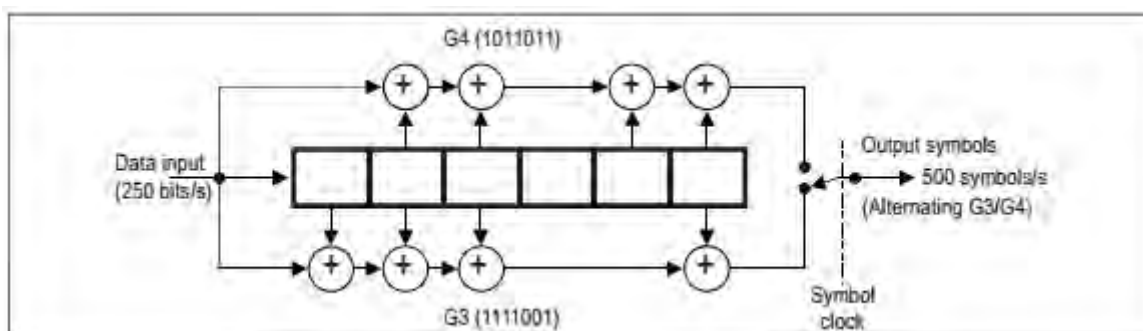 G4 (1011011)
+ + + +
Data input
(250 bits/s)
Output symbols
500 symbols/s
(Alternating G3/G4)
+ + + +
G3 (1111001)
Symbol
clock